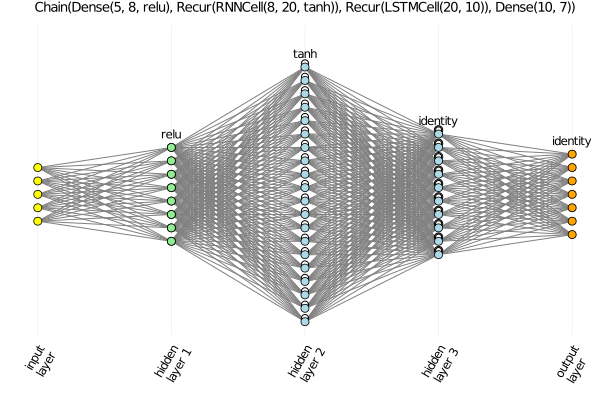 Chain(Dense(5, 8, relu), Recur(RNNCell(8, 20, tanh)), Recur(LSTMCell(20, 10)), Dense(10, 7))
tanh
identity
relu
identity
input
layer
hidden
layer 1
hidden
layer 2
hidden
layer 3
output
layer